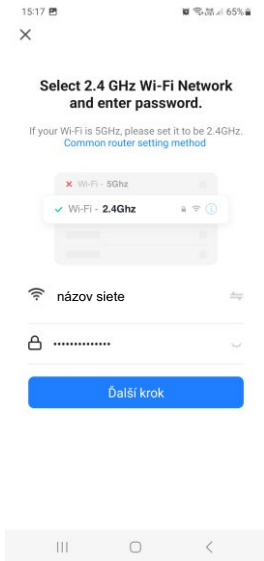 15:17 65%
Select 2.4 GHz Wi-Fi Network
and enter password.
If your Wi-Fi is 5GHz, please set it to be 2.4GHz.
Common router setting method
Wi-Fi - 5Ghz
Wi-Fi - 2.4Ghz
názov siete
••••••••••••••
Ďalší krok